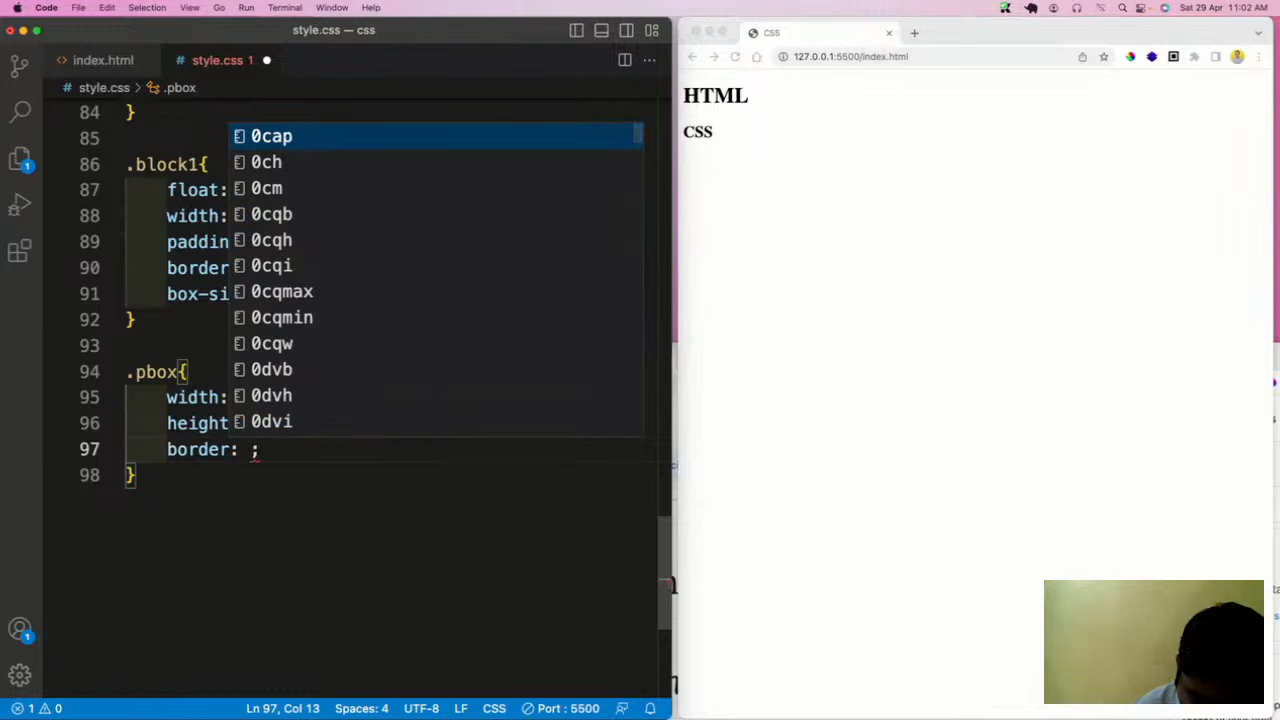 Code File Edit Selection View Go Run Terminal Window Help
Sat 29 Apr 11:02 AM
style.css — css
index.html
style.css 1
style.css > .pbox
84 }
85
86 .block1{
87 float:
88 width:
89 paddin
90 border
91 box-si
92 }
93
94 .pbox{
95 width:
96 height
97 border: ;
98 }
0cap
0ch
0cm
0cqb
0cqh
0cqi
0cqmax
0cqmin
0cqw
0dvb
0dvh
0dvi
1
1
1 0
Ln 97, Col 13 Spaces: 4 UTF-8 LF CSS Port : 5500
CSS
127.0.0.1:5500/index.html
HTML
CSS